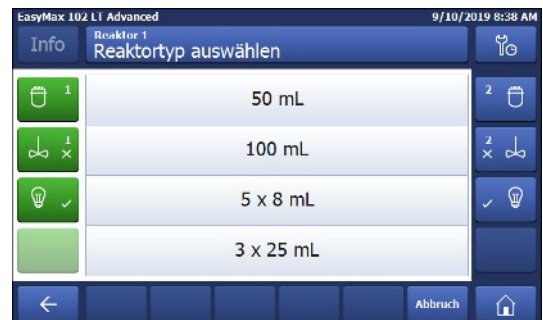 EasyMax 102 LT Advanced 9/10/2019 8:38 AM
Info
Reaktor 1
Reaktortyp auswählen
1
50 mL
2
1
100 mL
2
5 x 8 mL
3 x 25 mL
Abbruch